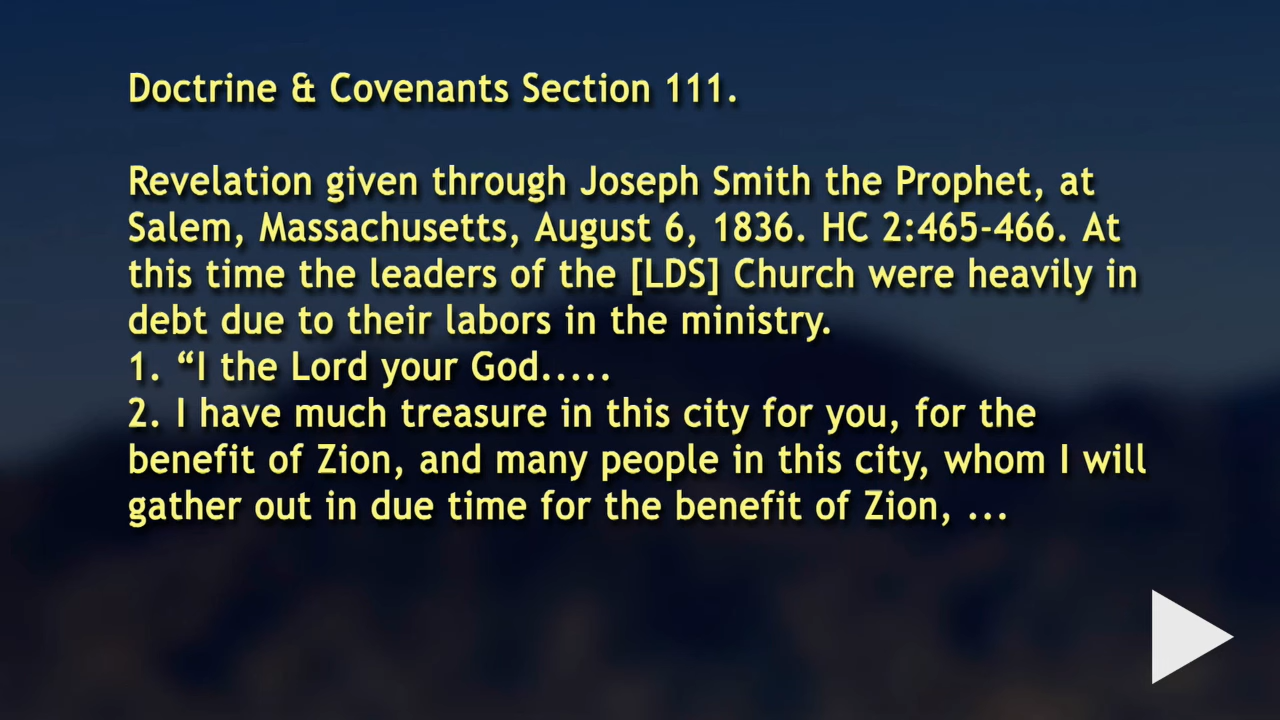 Doctrine & Covenants Section 111.
Revelation given through Joseph Smith the Prophet, at
Salem, Massachusetts, August 6, 1836. HC 2:465-466. At
this time the leaders of the [LDS] Church were heavily in
debt due to their labors in the ministry.
1. “I the Lord your God.....
2. I have much treasure in this city for you, for the
benefit of Zion, and many people in this city, whom I will
gather out in due time for the benefit of Zion, ...